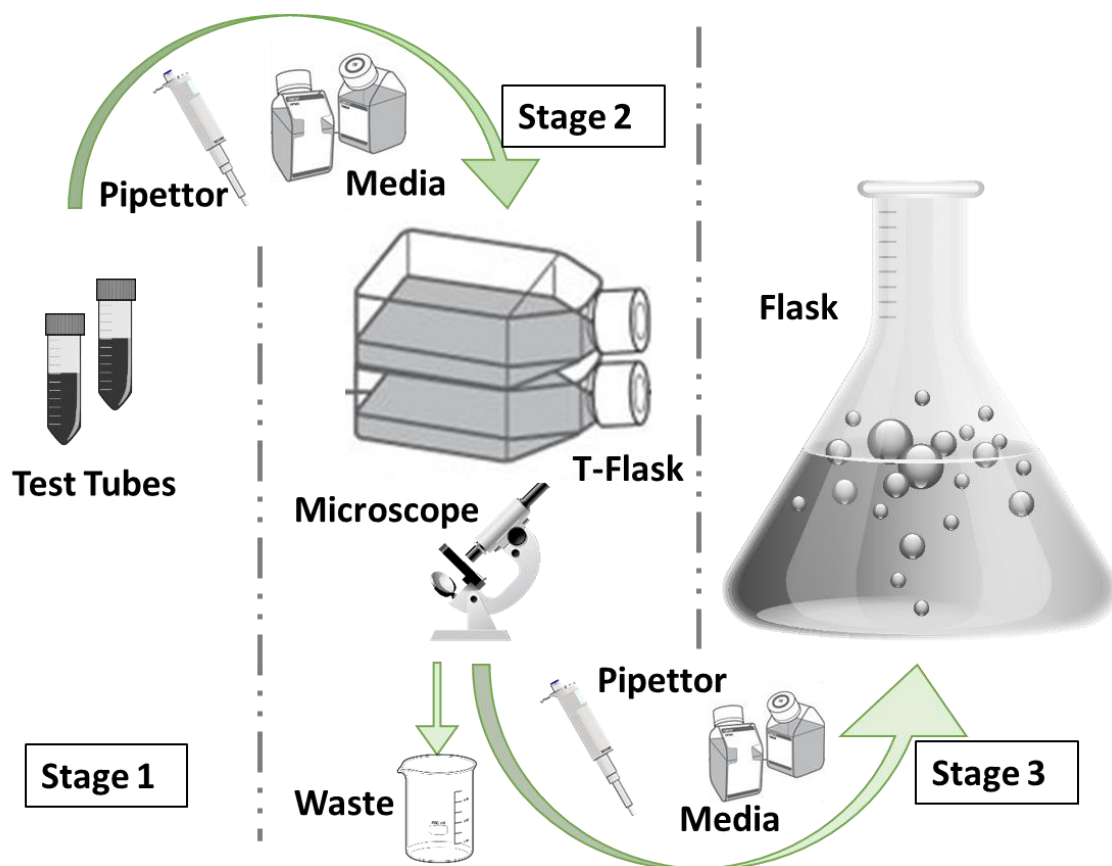 Stage 2
Pipettor
Media
Flask
Test Tubes
T-Flask
Microscope
Pipettor
Stage 1
Waste
Media
Stage 3